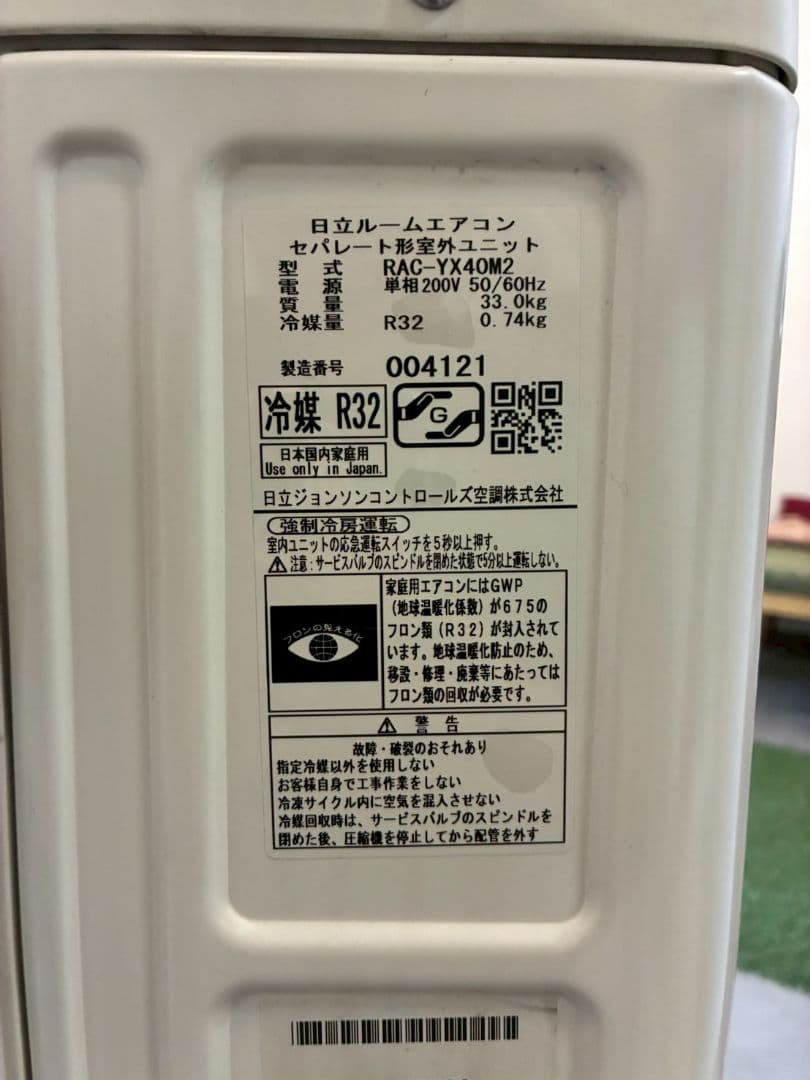 日立ルームエアコン
セパレート形室外ユニット
型 式 RAC-YX40M2
電 源 単相200V 50/60Hz
質 量 33.0kg
冷媒量 R32 0.74kg
製造番号 004121
冷媒 R32
G
日本国内家庭用
Use only in Japan.
日立ジョンソンコントロールズ空調株式会社
強制冷房運転
室内ユニットの応急運転スイッチを5秒以上押す。
注意:サービスバルブのスピンドルを閉めた状態で5分以上運転しない。
フロンの見える化
家庭用エアコンにはGWP
(地球温暖化係数)が675の
フロン類(R32)が封入されて
います。地球温暖化防止のため、
移設・修理・廃棄等にあたっては
フロン類の回収が必要です。
警 告
故障・破裂のおそれあり
指定冷媒以外を使用しない
お客様自身で工事作業をしない
冷凍サイクル内に空気を混入させない
冷媒回収時は、サービスバルブのスピンドルを
閉めた後、圧縮機を停止してから配管を外す